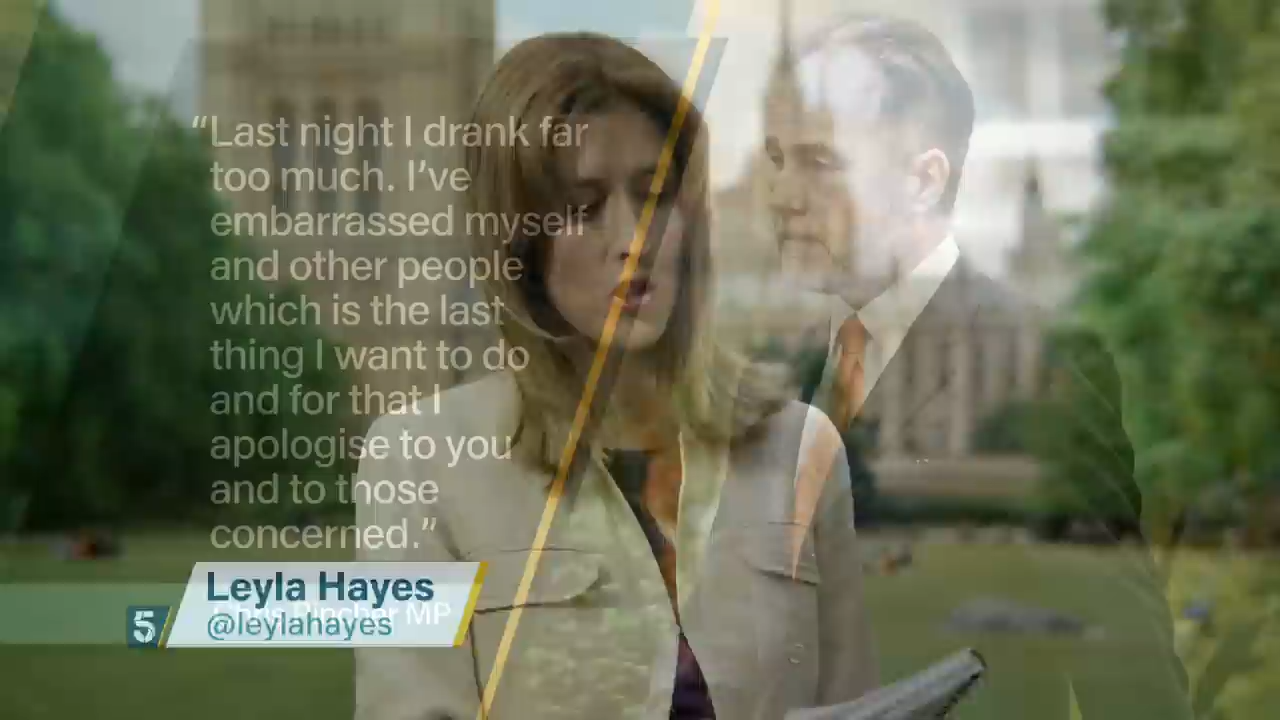 “Last night I drank far
too much. I’ve
embarrassed myself
and other people
which is the last
thing I want to do
and for that I
apologise to you
and to those
concerned.”
Leyla Hayes
Chris Pincher MP
@leylahayes
5